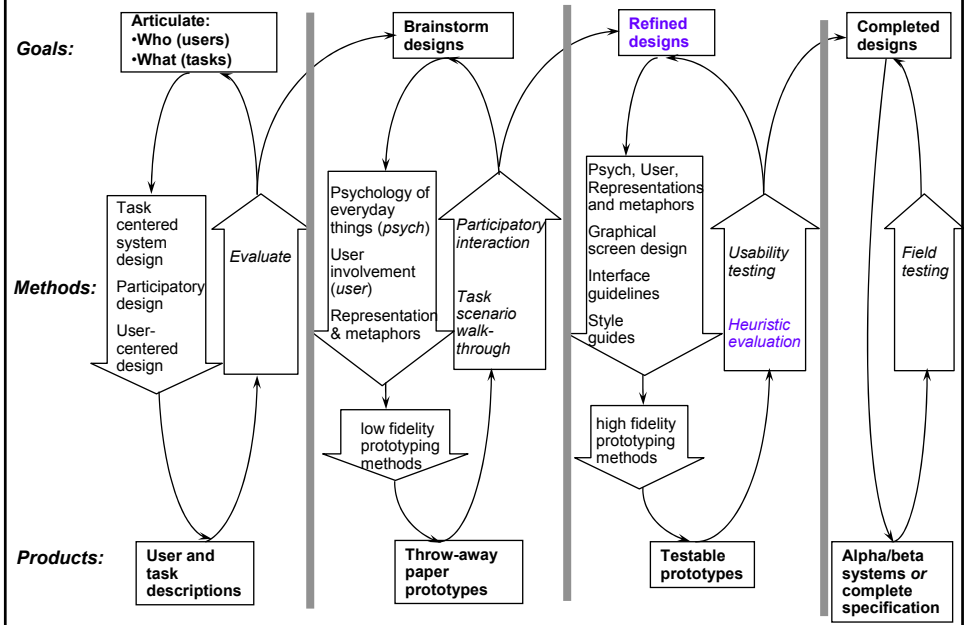 Goals:
Articulate:
•Who (users)
•What (tasks)
Brainstorm
designs
Refined
designs
Completed
designs
Methods:
Task
centered
system
design
Participatory
design
User-
centered
design
Evaluate
Psychology of
everyday
things (psych)
User
involvement
(user)
Representation
& metaphors
low fidelity
prototyping
methods
Participatory
interaction
Task
scenario
walk-
through
Psych, User,
Representations
and metaphors
Graphical
screen design
Interface
guidelines
Style
guides
high fidelity
prototyping
methods
Usability
testing
Heuristic
evaluation
Field
testing
Products:
User and
task
descriptions
Throw-away
paper
prototypes
Testable
prototypes
Alpha/beta
systems or
complete
specification